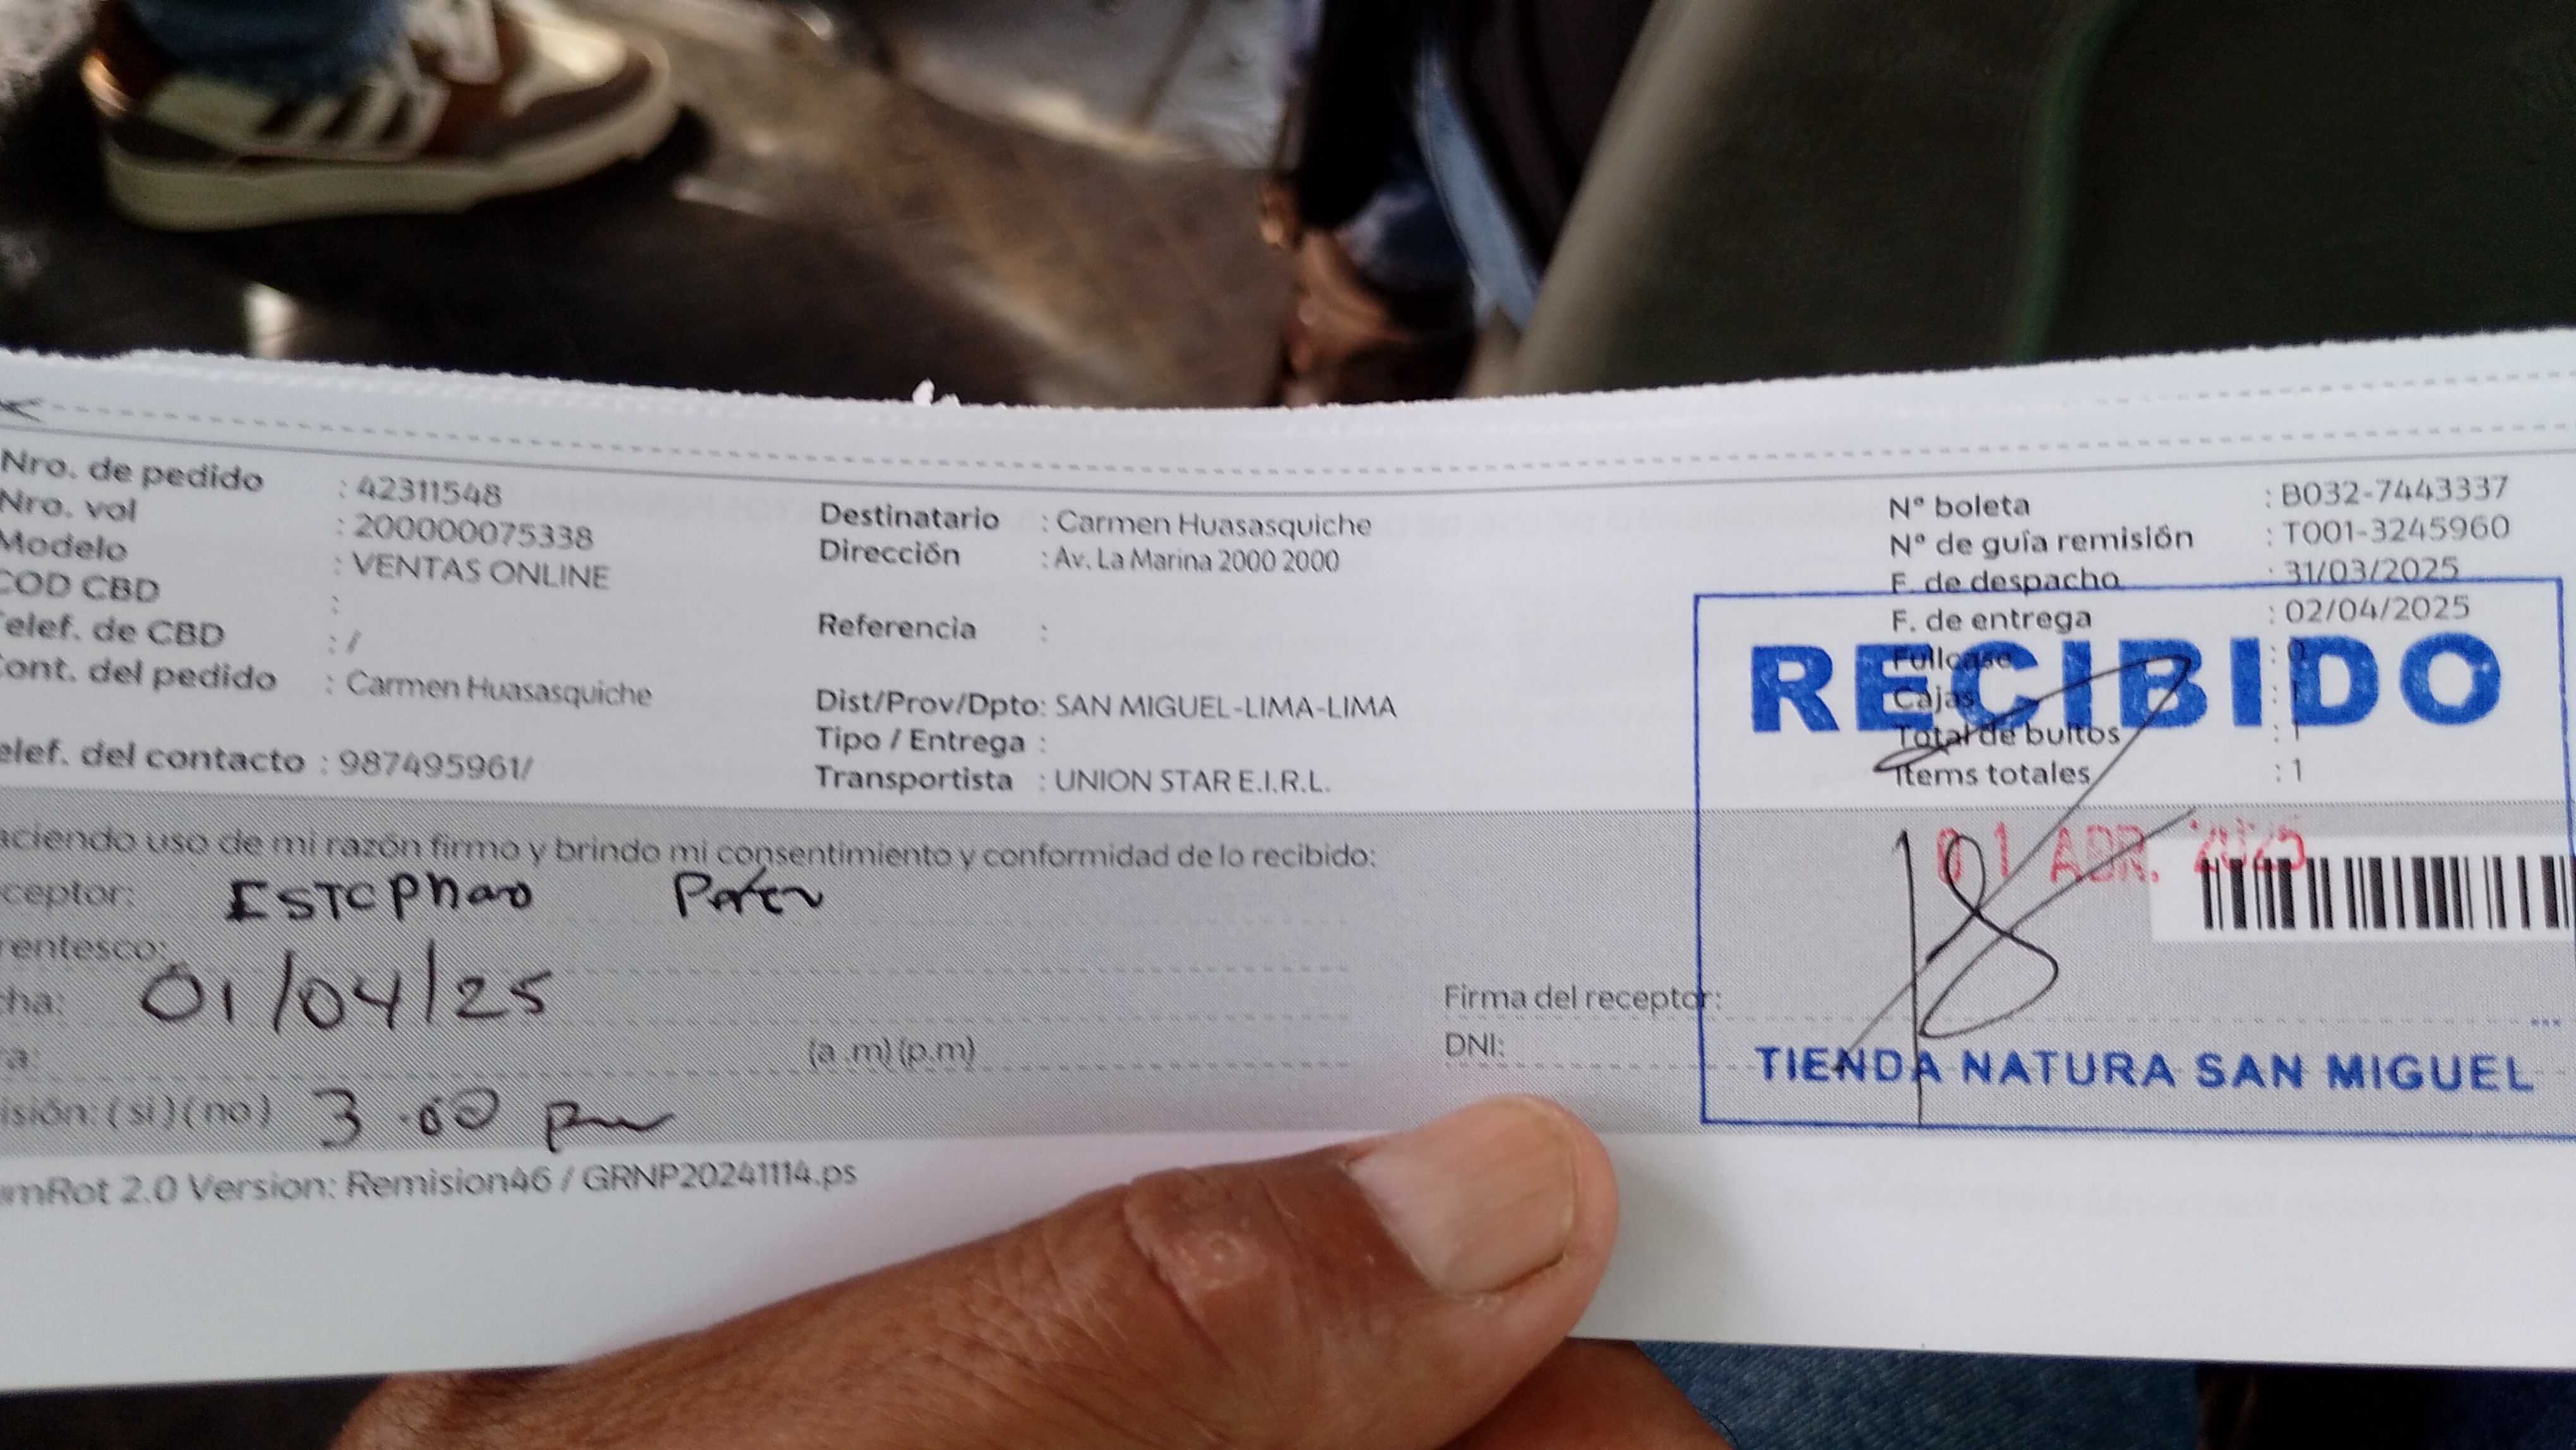 Nro. de pedido : 42311548
Nro. vol : 200000075338
Modelo : VENTAS ONLINE
COD CBD :
elef. de CBD : /
ont. del pedido : Carmen Huasasquiche
elef. del contacto : 987495961/
Destinatario : Carmen Huasasquiche
Dirección : Av. La Marina 2000 2000
Referencia :
Dist/Prov/Dpto: SAN MIGUEL-LIMA-LIMA
Tipo / Entrega :
Transportista : UNION STAR E.I.R.L.
N° boleta : B032-7443337
N° de guía remisión : T001-3245960
F. de despacho : 31/03/2025
F. de entrega : 02/04/2025
Fullcase : 0
Cajas : 1
Total de bultos : 1
Items totales : 1
RECIBIDO
01 ABR. 2025
TIENDA NATURA SAN MIGUEL
aciendo uso de mi razón firmo y brindo mi consentimiento y conformidad de lo recibido:
ceptor:
rentesco:
cha: 01/04/25
ra: (a.m) (p.m)
isión: (si) (no) 3.00 pm
Firma del receptor:
DNI:
mRot 2.0 Version: Remision46 / GRNP20241114.ps